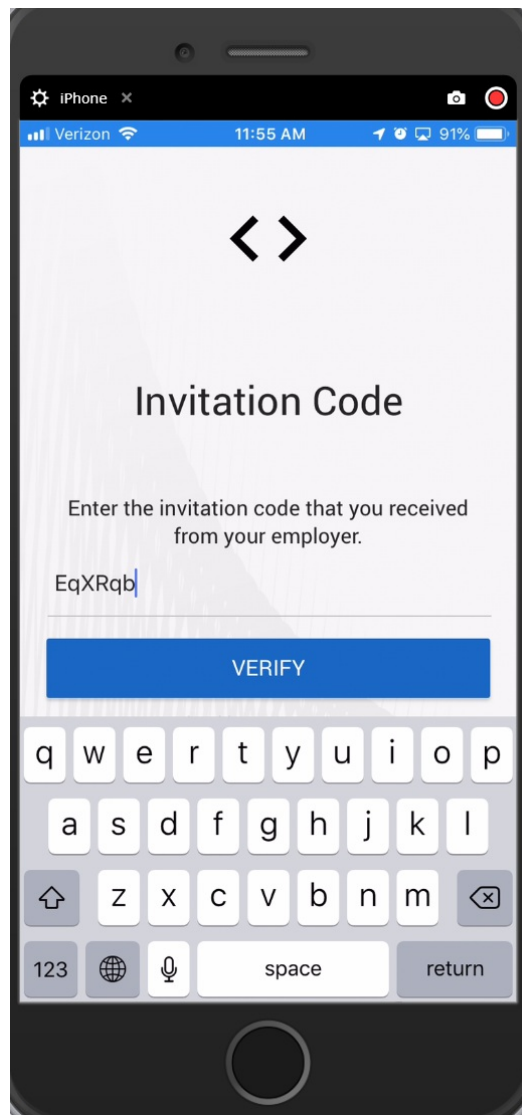 iPhone ×
Verizon 11:55 AM 91%
< >
Invitation Code
Enter the invitation code that you received
from your employer.
EqXRqb
VERIFY
q w e r t y u i o p
a s d f g h j k l
z x c v b n m
123 space return